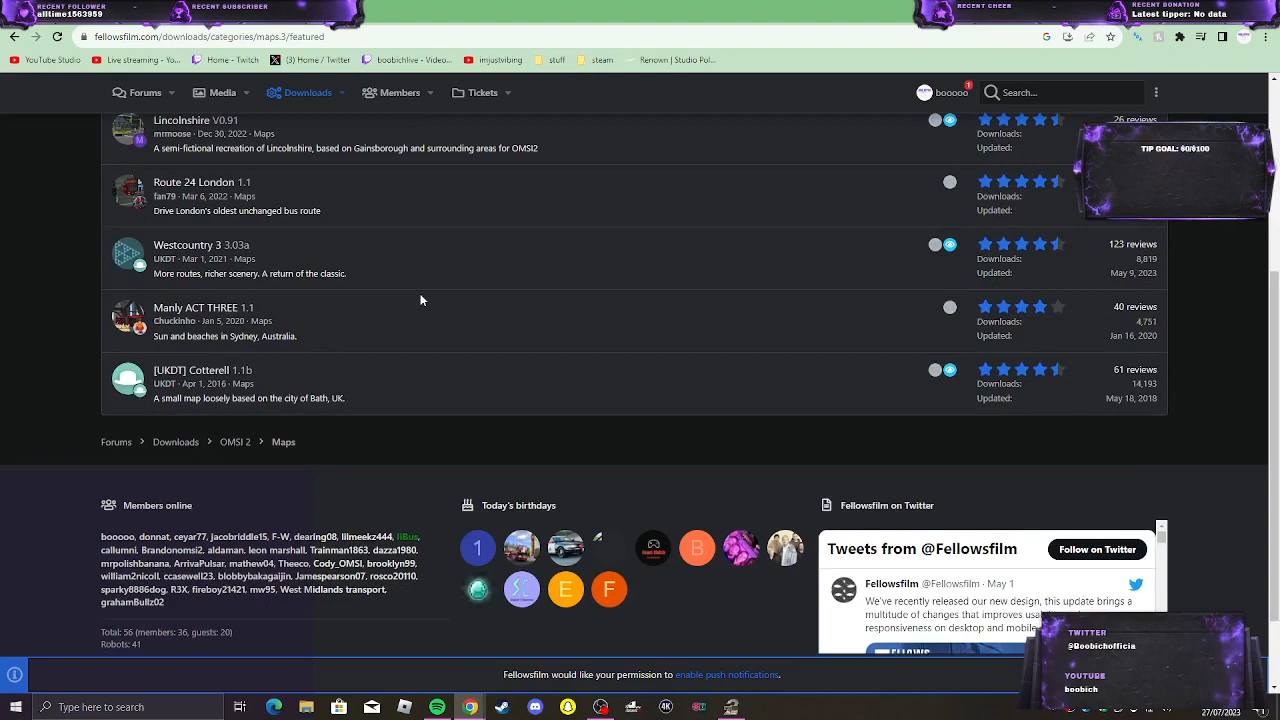 RECENT FOLLOWER
alltime1563959
RECENT SUBSCRIBER
RECENT CHEER
RECENT DONATION
Latest tipper: No data
fellowsfilm.com/downloads/categories/maps.3/featured
YouTube Studio
Live streaming - Yo...
Home - Twitch
(3) Home / Twitter
boobichlive - Video...
imjustvibing
stuff
steam
Renown | Studio Pol...
Forums
Media
Downloads
Members
Tickets
booooo
1
Search...
Lincolnshire V0.91
mrmoose · Dec 30, 2022 · Maps
A semi-fictional recreation of Lincolnshire, based on Gainsborough and surrounding areas for OMSI2
26 reviews
Downloads:
Updated:
TIP GOAL: $0/$100
Route 24 London 1.1
fan79 · Mar 6, 2022 · Maps
Drive London's oldest unchanged bus route
Downloads:
Updated:
Westcountry 3 3.03a
UKDT · Mar 1, 2021 · Maps
More routes, richer scenery. A return of the classic.
123 reviews
Downloads: 8,819
Updated: May 9, 2023
Manly ACT THREE 1.1
Chuckinho · Jan 5, 2020 · Maps
Sun and beaches in Sydney, Australia.
40 reviews
Downloads: 4,751
Updated: Jan 16, 2020
[UKDT] Cotterell 1.1b
UKDT · Apr 1, 2016 · Maps
A small map loosely based on the city of Bath, UK.
61 reviews
Downloads: 14,193
Updated: May 18, 2018
Forums > Downloads > OMSI 2 > Maps
Members online
booooo, donnat, ceyar77, jacobriddle15, F-W, dearing08, lilmeekz444, liBus,
callumni, Brandonomsi2, aldaman, leon marshall, Trainman1863, dazza1980,
mrpolishbanana, ArrivaPulsar, mathew04, Theeco, Cody_OMSI, brooklyn99,
william2nicoll, ccasewell23, blobbybakagaijin, Jamespearson07, rosco20110,
sparky8886dog, R3X, fireboy21421, mw95, West Midlands transport,
grahamBullz02
Total: 56 (members: 36, guests: 20)
Robots: 41
Today's birthdays
1
B
E
F
Fellowsfilm on Twitter
Tweets from @Fellowsfilm
Follow on Twitter
Fellowsfilm @Fellowsfilm · May 1
We've recently released our new design, this update brings a
multitude of changes that improves
responsiveness on desktop and mobile
TWITTER
@Boobichofficia
YOUTUBE
boobich
Fellowsfilm would like your permission to enable push notifications.
Type here to search
27/07/2023